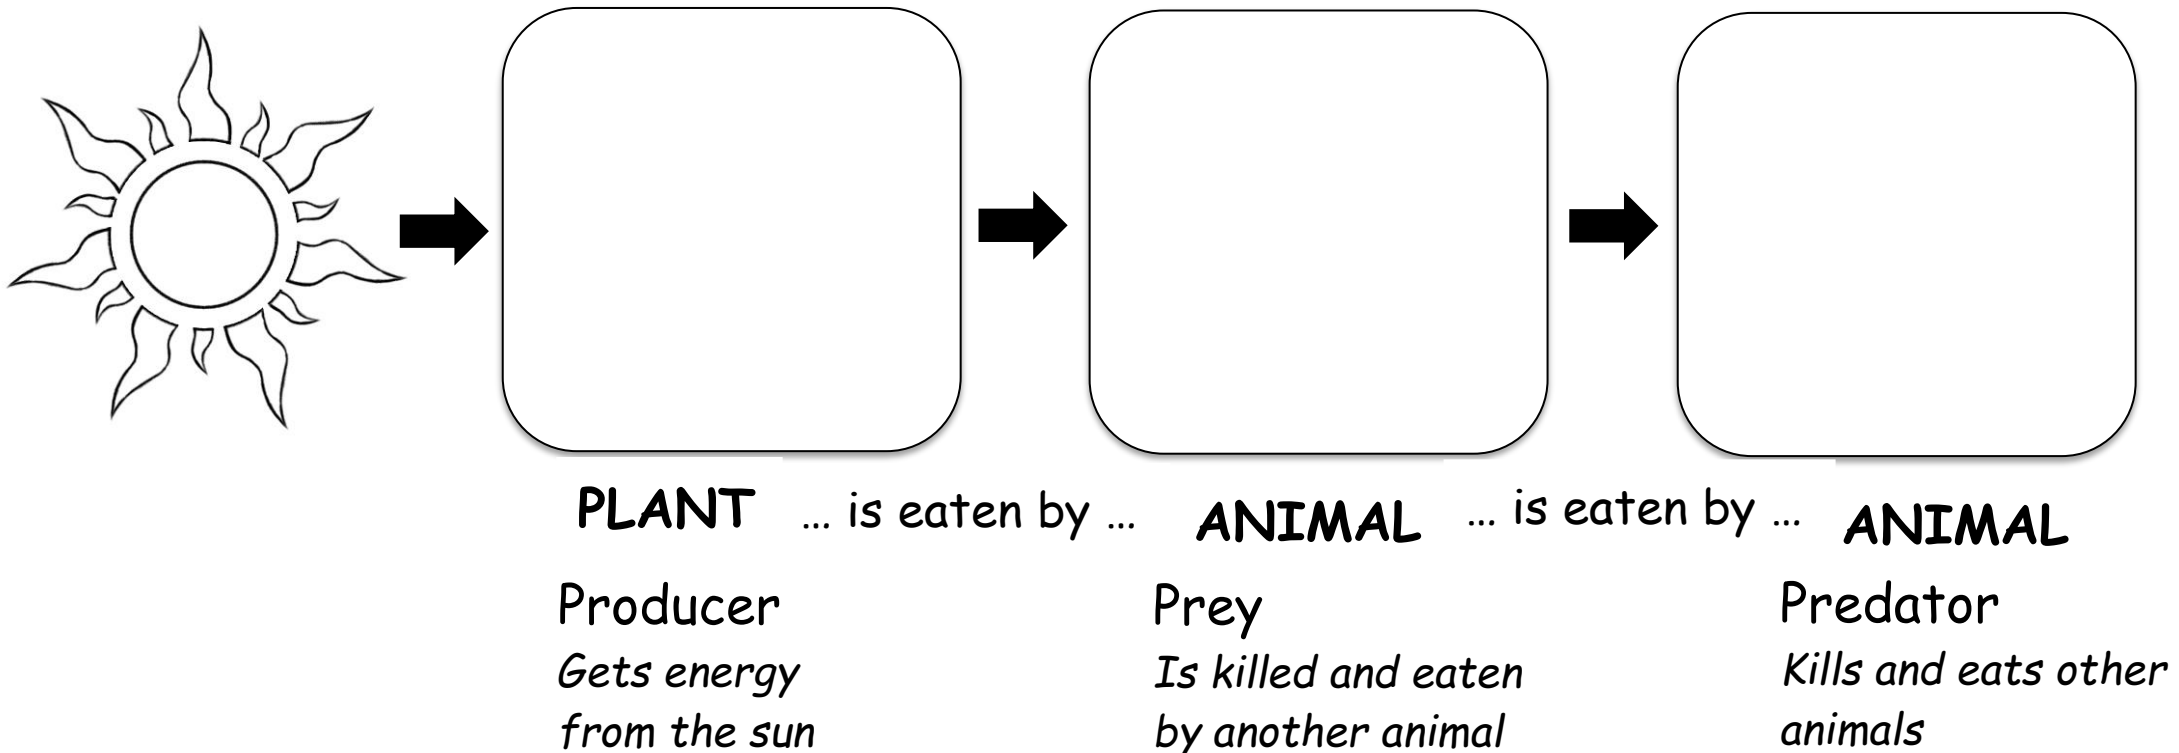 PLANT ... is eaten by ... ANIMAL ... is eaten by ... ANIMAL
Producer
Gets energy
from the sun
Prey
Is killed and eaten
by another animal
Predator
Kills and eats other
animals